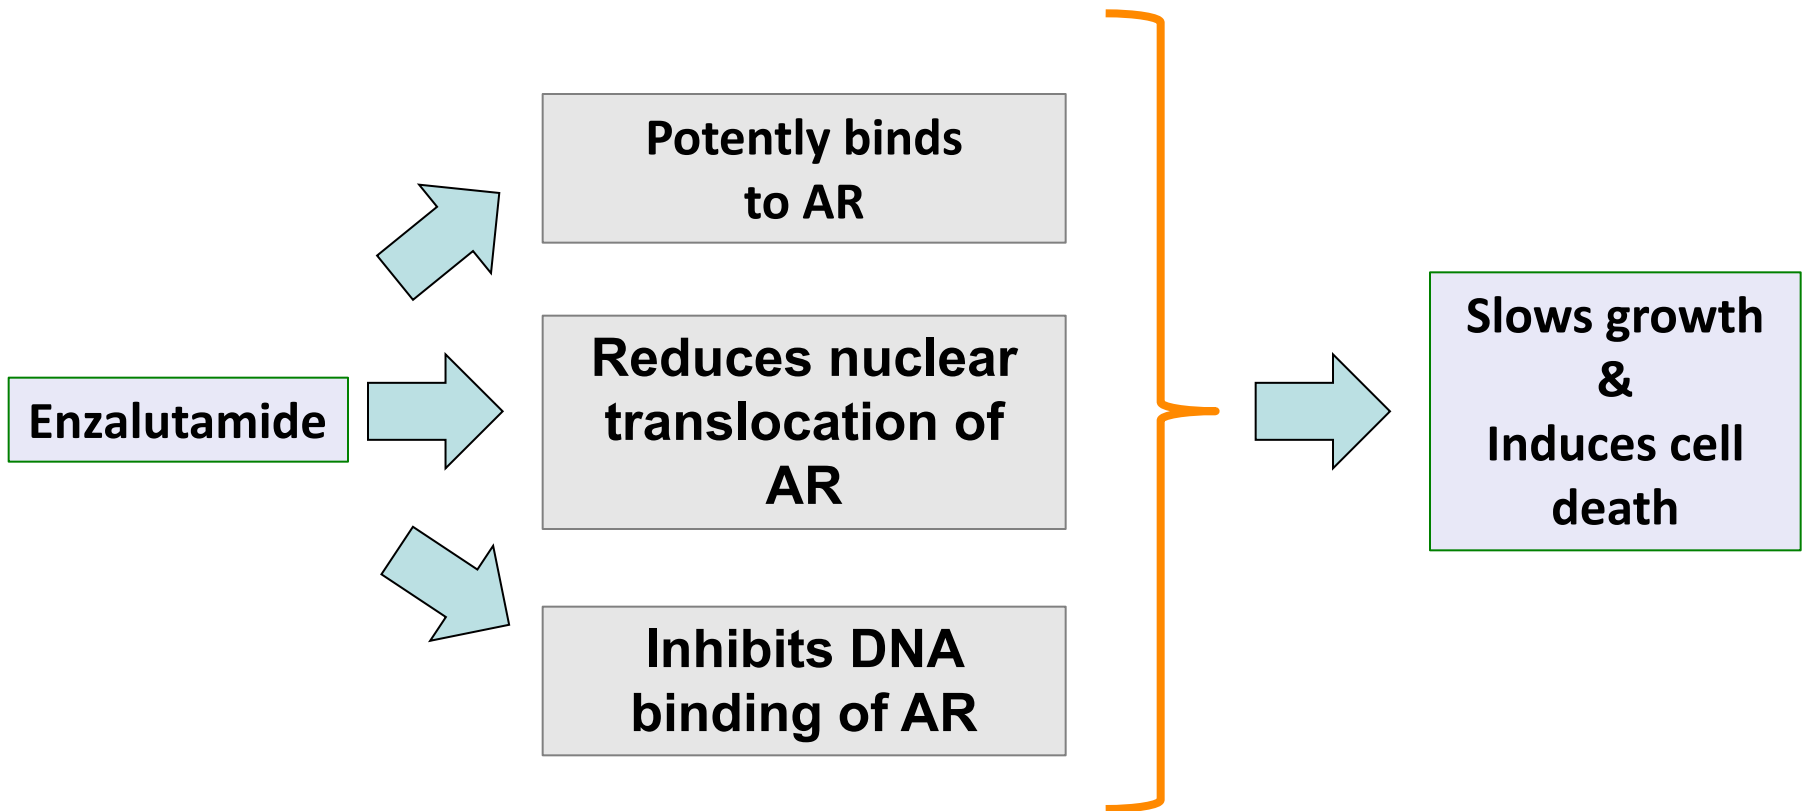 Enzalutamide
Potently binds
to AR
Reduces nuclear
translocation of
AR
Inhibits DNA
binding of AR
Slows growth
&
Induces cell
death